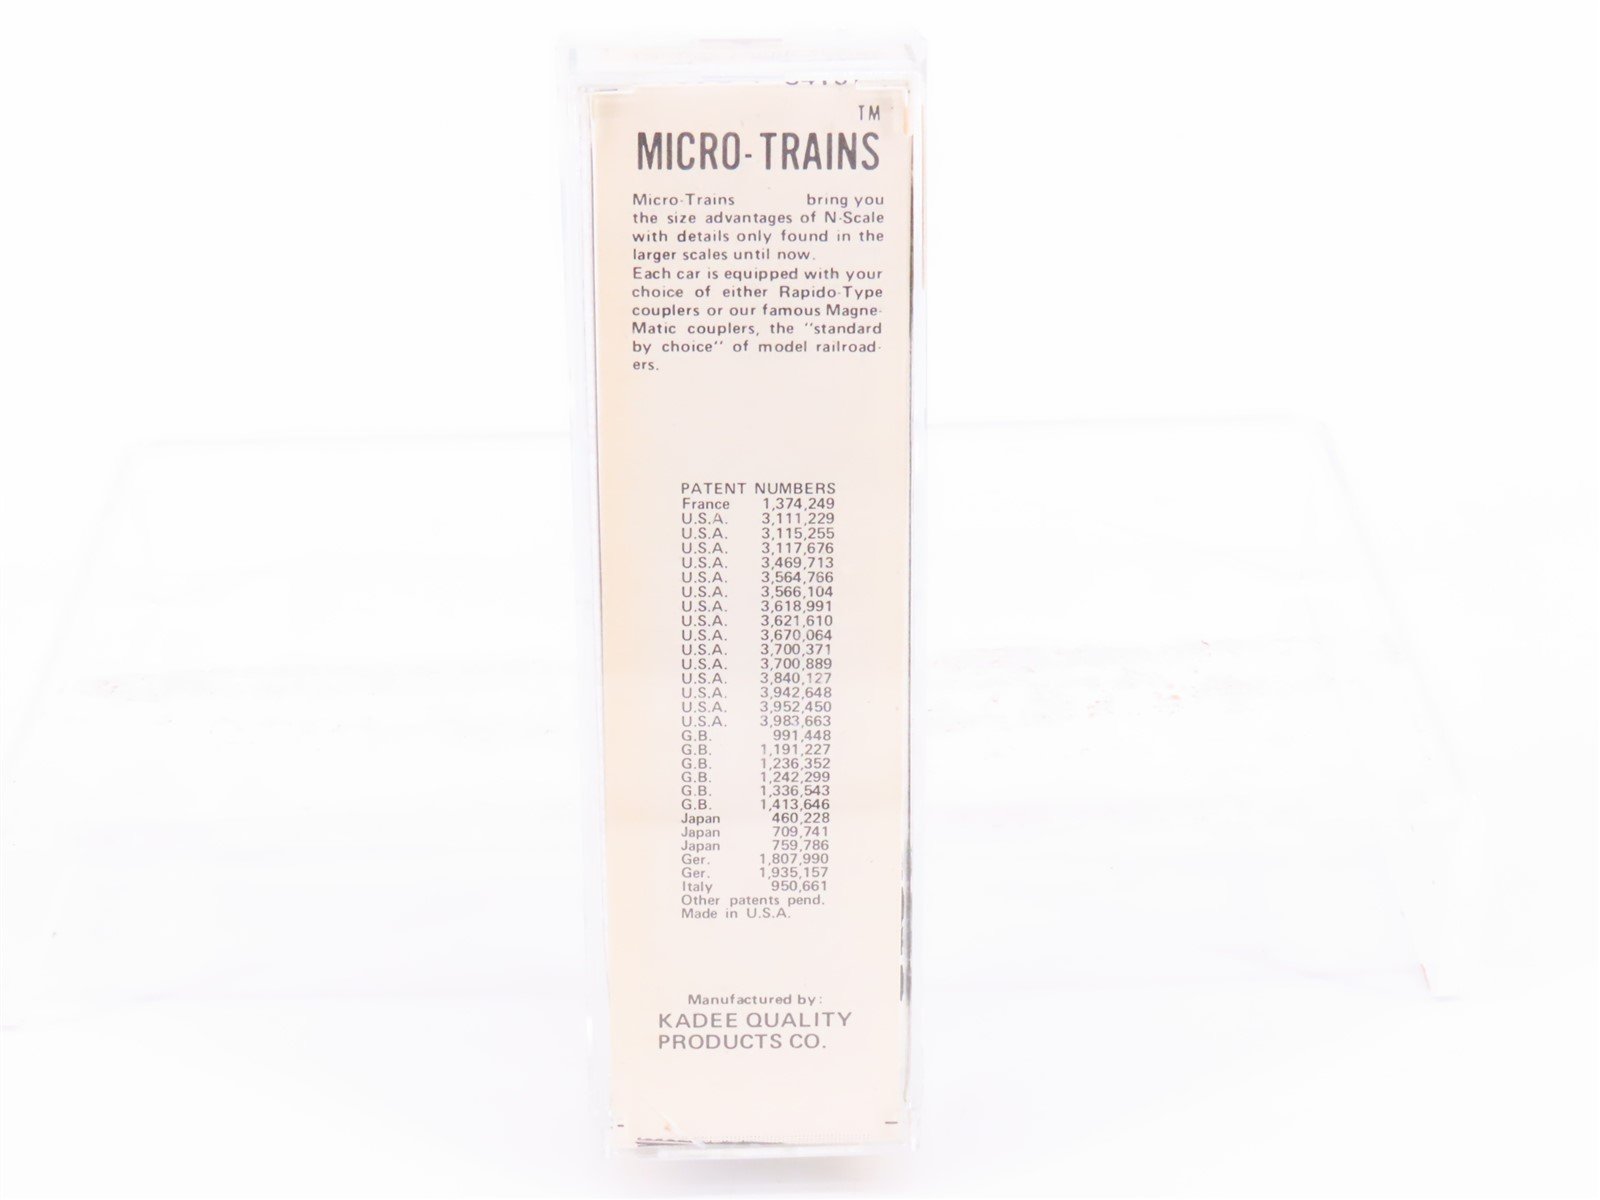 TM
MICRO-TRAINS
Micro-Trains bring you
the size advantages of N-Scale
with details only found in the
larger scales until now.
Each car is equipped with your
choice of either Rapido-Type
couplers or our famous Magne-
Matic couplers, the "standard
by choice" of model railroad-
ers.
PATENT NUMBERS
France 1,374,249
U.S.A. 3,111,229
U.S.A. 3,115,255
U.S.A. 3,117,676
U.S.A. 3,469,713
U.S.A. 3,564,766
U.S.A. 3,566,104
U.S.A. 3,618,991
U.S.A. 3,621,610
U.S.A. 3,670,064
U.S.A. 3,700,371
U.S.A. 3,700,889
U.S.A. 3,840,127
U.S.A. 3,942,648
U.S.A. 3,952,450
U.S.A. 3,983,663
G.B. 991,448
G.B. 1,191,227
G.B. 1,236,352
G.B. 1,242,299
G.B. 1,336,543
G.B. 1,413,646
Japan 460,228
Japan 709,741
Japan 759,786
Ger. 1,807,990
Ger. 1,935,157
Italy 950,661
Other patents pend.
Made in U.S.A.
Manufactured by:
KADEE QUALITY
PRODUCTS CO.